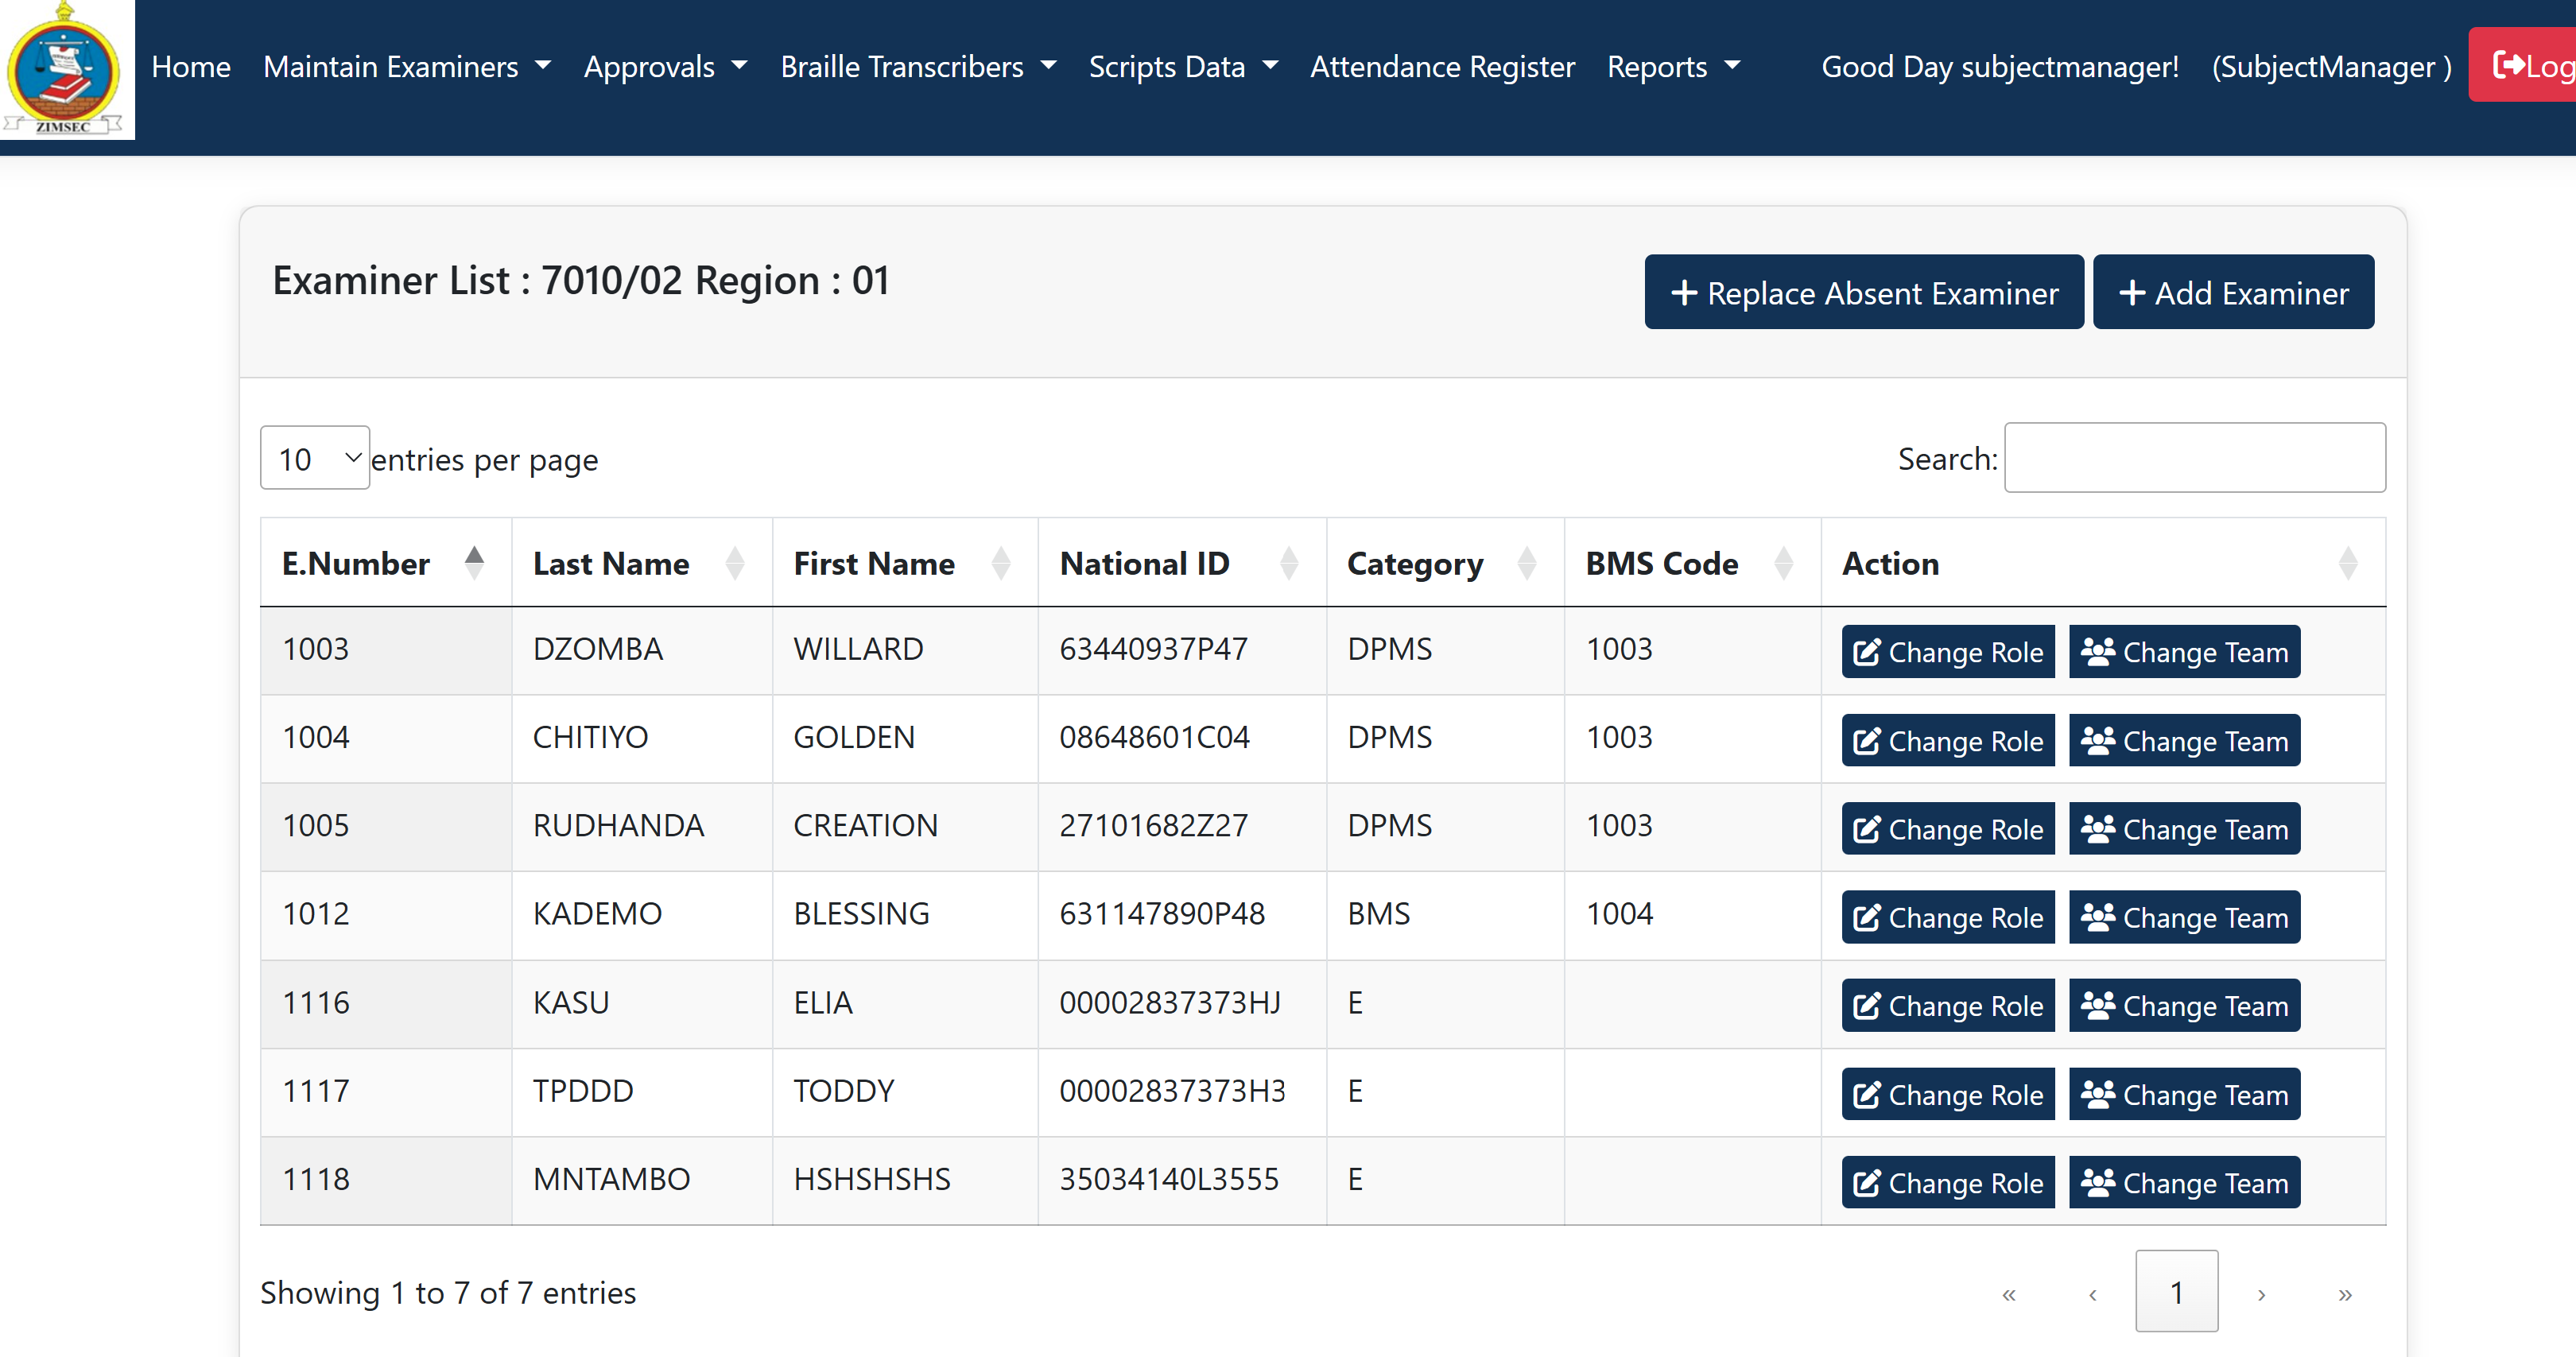 ZIMSEC
Home Maintain Examiners Approvals Braille Transcribers Scripts Data Attendance Register Reports Good Day subjectmanager! (SubjectManager ) Log
Examiner List : 7010/02 Region : 01
Replace Absent Examiner Add Examiner
10 entries per page Search:
E.Number Last Name First Name National ID Category BMS Code Action
1003 DZOMBA WILLARD 63440937P47 DPMS 1003 Change Role Change Team
1004 CHITIYO GOLDEN 08648601C04 DPMS 1003 Change Role Change Team
1005 RUDHANDA CREATION 27101682Z27 DPMS 1003 Change Role Change Team
1012 KADEMO BLESSING 631147890P48 BMS 1004 Change Role Change Team
1116 KASU ELIA 00002837373HJ E Change Role Change Team
1117 TPDDD TODDY 00002837373H3 E Change Role Change Team
1118 MNTAMBO HSHSHSHS 35034140L3555 E Change Role Change Team
Showing 1 to 7 of 7 entries « ‹ 1 › »